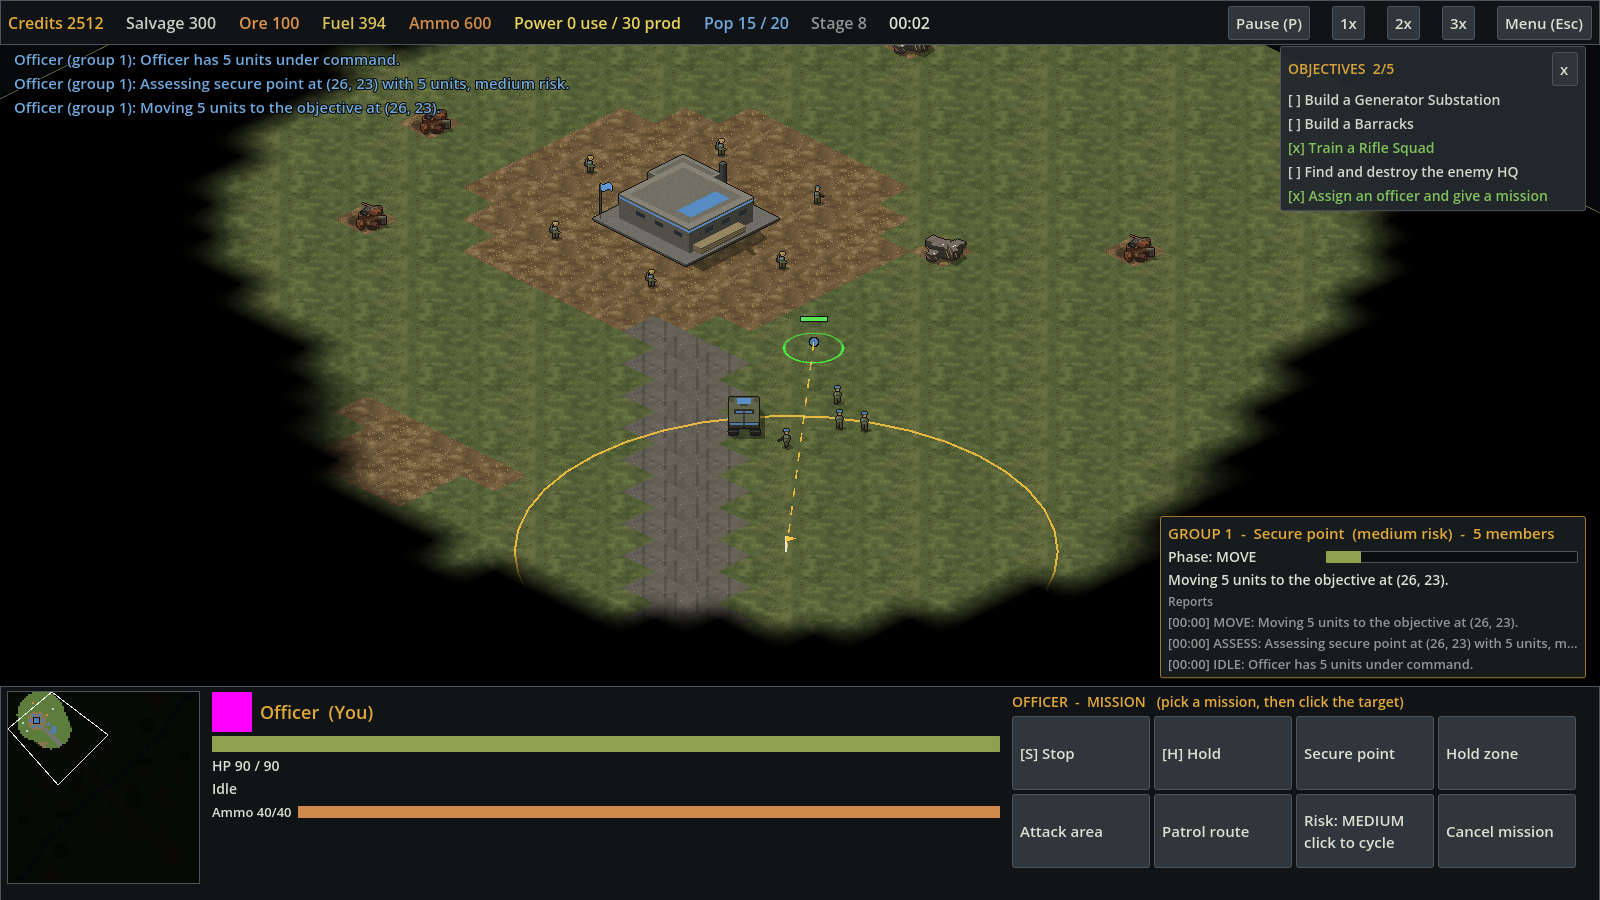 Credits 2512 Salvage 300 Ore 100 Fuel 394 Ammo 600 Power 0 use / 30 prod Pop 15 / 20 Stage 8 00:02 Pause (P) 1x 2x 3x Menu (Esc)
Officer (group 1): Officer has 5 units under command.
Officer (group 1): Assessing secure point at (26, 23) with 5 units, medium risk.
Officer (group 1): Moving 5 units to the objective at (26, 23).
OBJECTIVES 2/5 x
[ ] Build a Generator Substation
[ ] Build a Barracks
[x] Train a Rifle Squad
[ ] Find and destroy the enemy HQ
[x] Assign an officer and give a mission
GROUP 1 - Secure point (medium risk) - 5 members
Phase: MOVE
Moving 5 units to the objective at (26, 23).
Reports
[00:00] MOVE: Moving 5 units to the objective at (26, 23).
[00:00] ASSESS: Assessing secure point at (26, 23) with 5 units, m...
[00:00] IDLE: Officer has 5 units under command.
Officer (You)
HP 90 / 90
Idle
Ammo 40/40
OFFICER - MISSION (pick a mission, then click the target)
[S] Stop [H] Hold Secure point Hold zone
Attack area Patrol route Risk: MEDIUM click to cycle Cancel mission